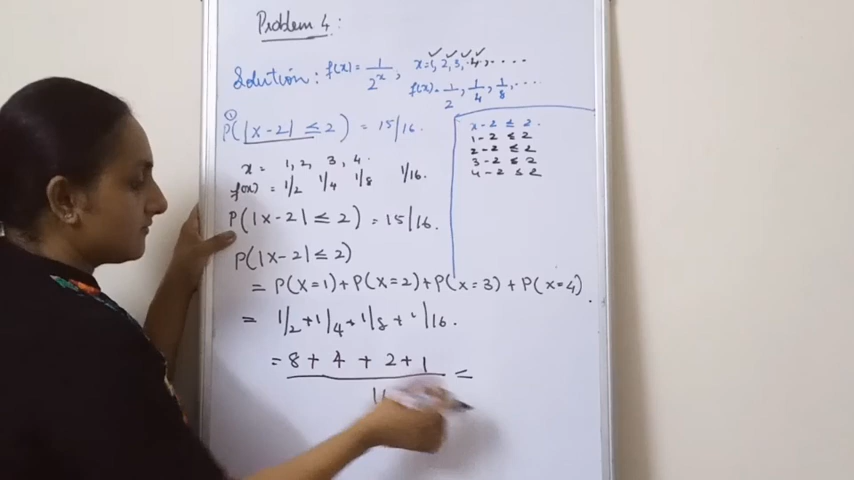 Problem 4:
Solution: f(x) = 1/2^x, x=1, 2, 3, 4, ....
f(x) = 1/2, 1/4, 1/8, ....
① P(|x-2| ≤ 2) = 15/16.
x = 1, 2, 3, 4.
f(x) = 1/2 1/4 1/8 1/16.
P(|x-2| ≤ 2) = 15/16.
P(|x-2| ≤ 2)
= P(x=1) + P(x=2) + P(x=3) + P(x=4).
= 1/2 + 1/4 + 1/8 + 1/16.
= 8 + 4 + 2 + 1 =
x-2 ≤ 2.
1-2 ≤ 2
2-2 ≤ 2
3-2 ≤ 2
4-2 ≤ 2